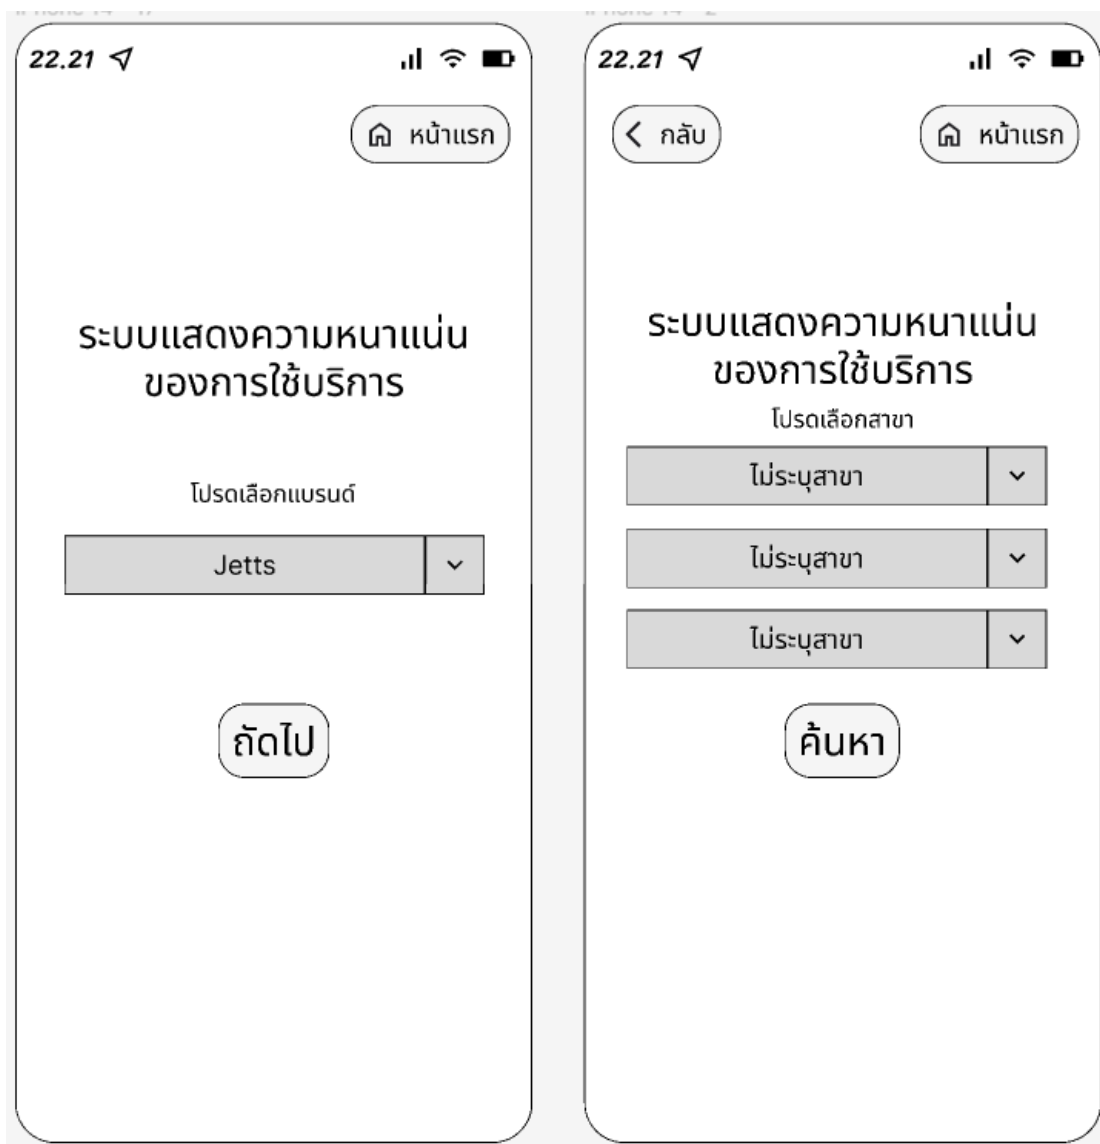 22.21
หน้าแรก
ระบบแสดงความหนาแน่น
ของการใช้บริการ
โปรดเลือกแบรนด์
Jetts
ถัดไป
22.21
กลับ
หน้าแรก
ระบบแสดงความหนาแน่น
ของการใช้บริการ
โปรดเลือกสาขา
ไม่ระบุสาขา
ไม่ระบุสาขา
ไม่ระบุสาขา
ค้นหา